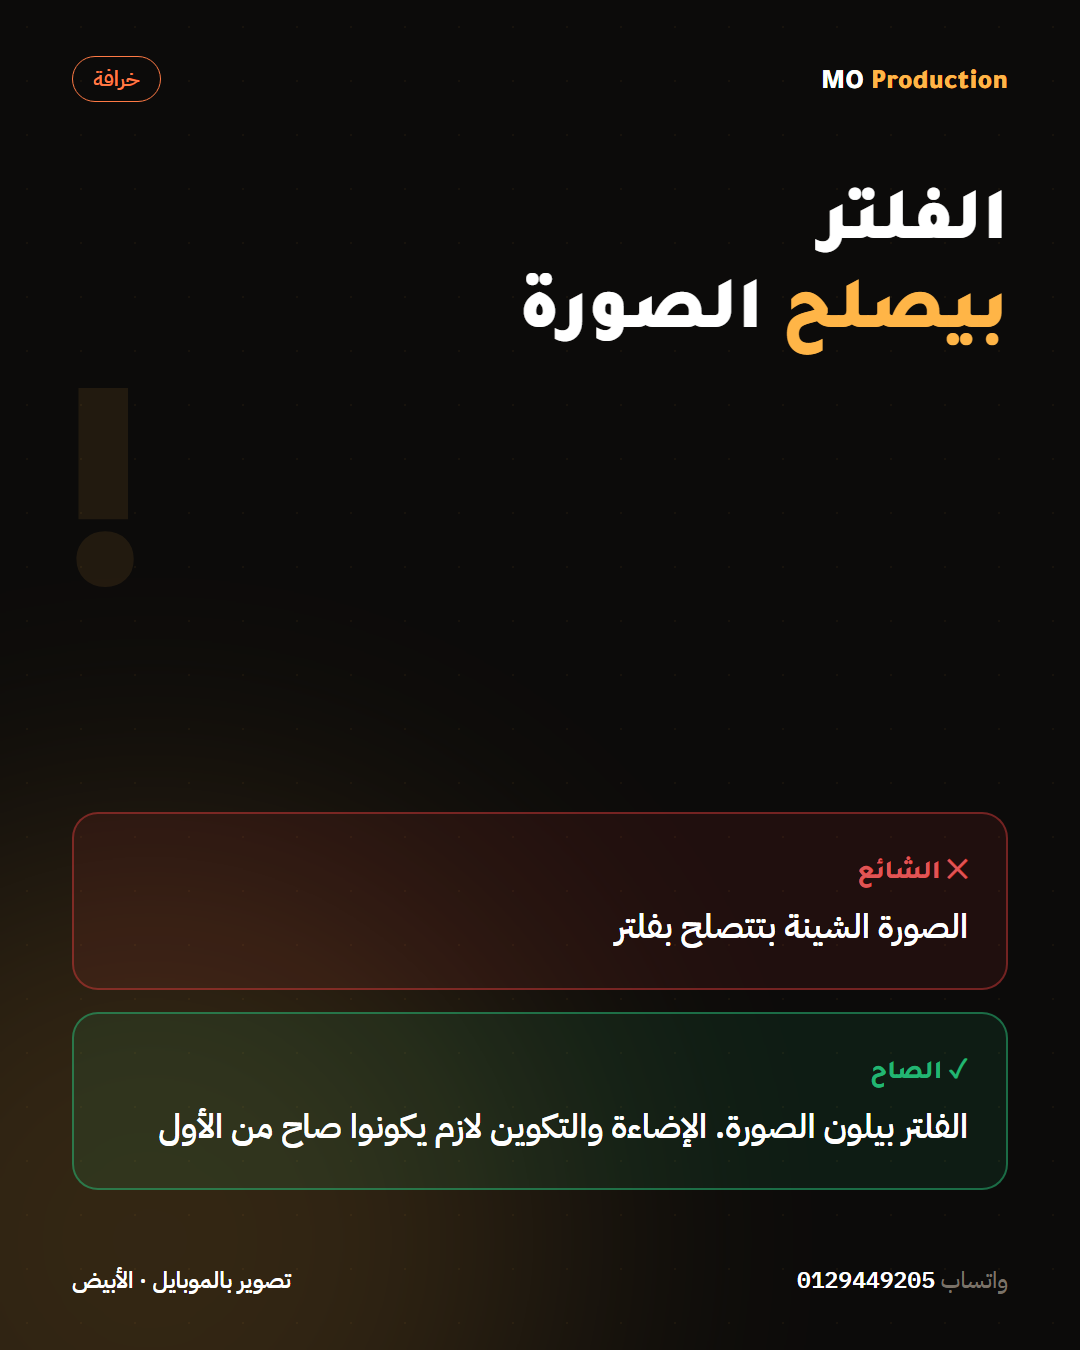 MO Production
خرافة
الفلتر
بيصلح الصورة
!
✕ الشائع
الصورة الشينة بتتصلح بفلتر
✓ الصاح
الفلتر بيلون الصورة. الإضاءة والتكوين لازم يكونوا صاح من الأول
واتساب 0129449205
تصوير بالموبايل · الأبيض